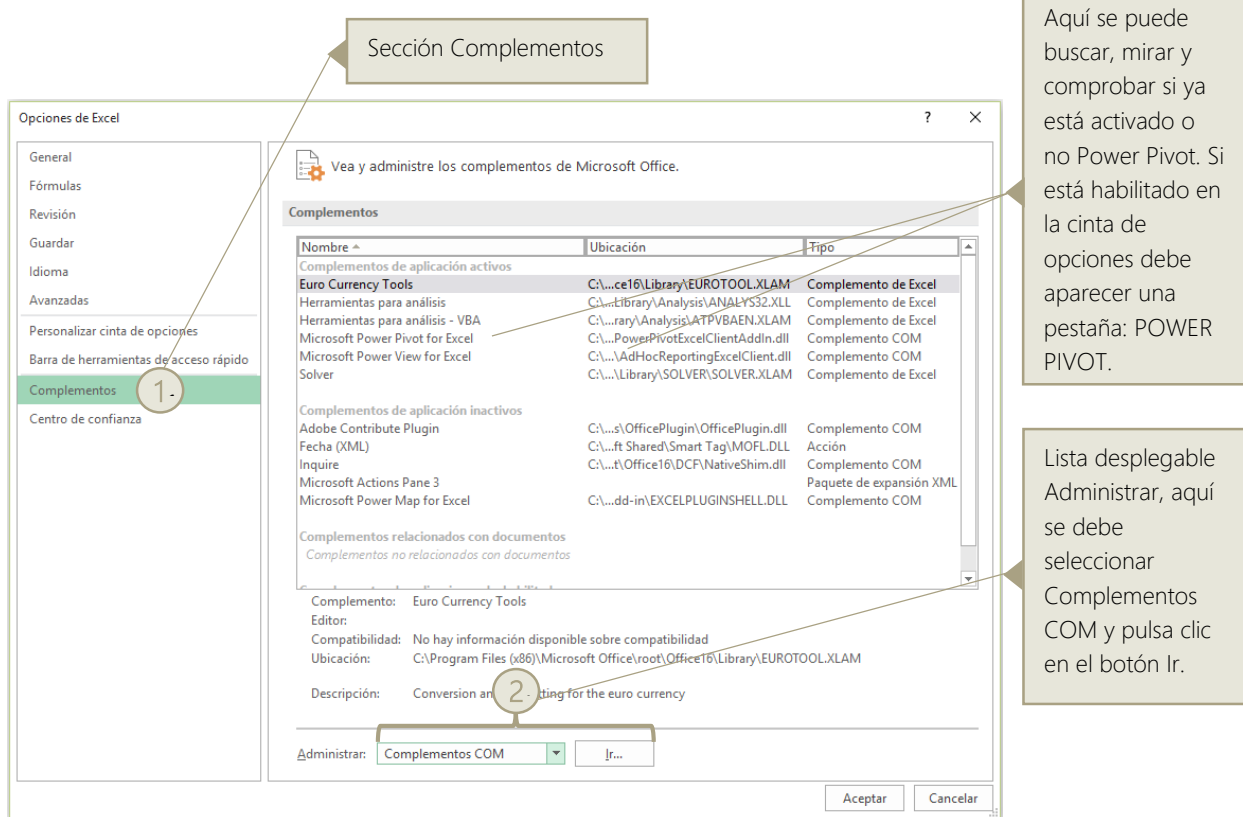 Sección Complementos
Aquí se puede
buscar, mirar y
comprobar si ya
está activado o
no Power Pivot. Si
está habilitado en
la cinta de
opciones debe
aparecer una
pestaña: POWER
PIVOT.
Opciones de Excel ? ×
General
Fórmulas
Revisión
Guardar
Idioma
Avanzadas
Personalizar cinta de opciones
Barra de herramientas de acceso rápido
Complementos 1.
Centro de confianza
Vea y administre los complementos de Microsoft Office.
Complementos
Nombre Ubicación Tipo
Complementos de aplicación activos
Euro Currency Tools C:\...ce16\Library\EUROTOOL.XLAM Complemento de Excel
Herramientas para análisis C:\...Library\Analysis\ANALYS32.XLL Complemento de Excel
Herramientas para análisis - VBA C:\...rary\Analysis\ATPVBAEN.XLAM Complemento de Excel
Microsoft Power Pivot for Excel C:\...PowerPivotExcelClientAddIn.dll Complemento COM
Microsoft Power View for Excel C:\...\AdHocReportingExcelClient.dll Complemento COM
Solver C:\...\Library\SOLVER\SOLVER.XLAM Complemento de Excel
Complementos de aplicación inactivos
Adobe Contribute Plugin C:\...s\OfficePlugin\OfficePlugin.dll Complemento COM
Fecha (XML) C:\...ft Shared\Smart Tag\MOFL.DLL Acción
Inquire C:\...t\Office16\DCF\NativeShim.dll Complemento COM
Microsoft Actions Pane 3 Paquete de expansión XML
Microsoft Power Map for Excel C:\...dd-in\EXCELPLUGINSHELL.DLL Complemento COM
Complementos relacionados con documentos
Complementos no relacionados con documentos
Complemento: Euro Currency Tools
Editor:
Compatibilidad: No hay información disponible sobre compatibilidad
Ubicación: C:\Program Files (x86)\Microsoft Office\root\Office16\Library\EUROTOOL.XLAM
Descripción: Conversion an 2. tting for the euro currency
Administrar: Complementos COM Ir...
Aceptar Cancelar
Lista desplegable
Administrar, aquí
se debe
seleccionar
Complementos
COM y pulsa clic
en el botón Ir.